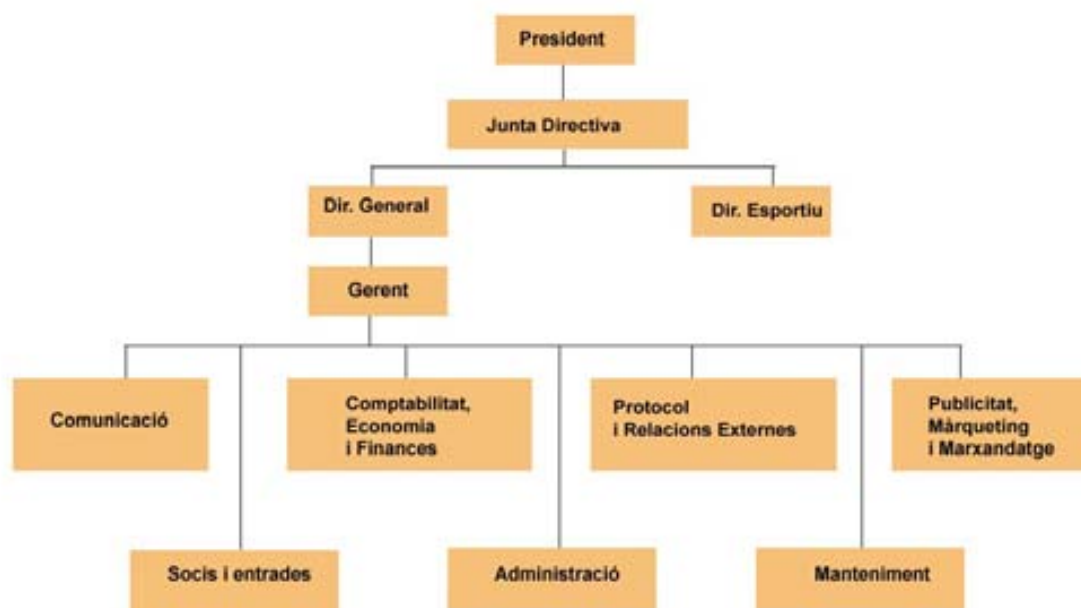 President
Junta Directiva
Dir. General
Dir. Esportiu
Gerent
Comunicació
Comptabilitat,
Economia
i Finances
Protocol
i Relacions Externes
Publicitat,
Màrqueting
i Marxandatge
Socis i entrades
Administració
Manteniment